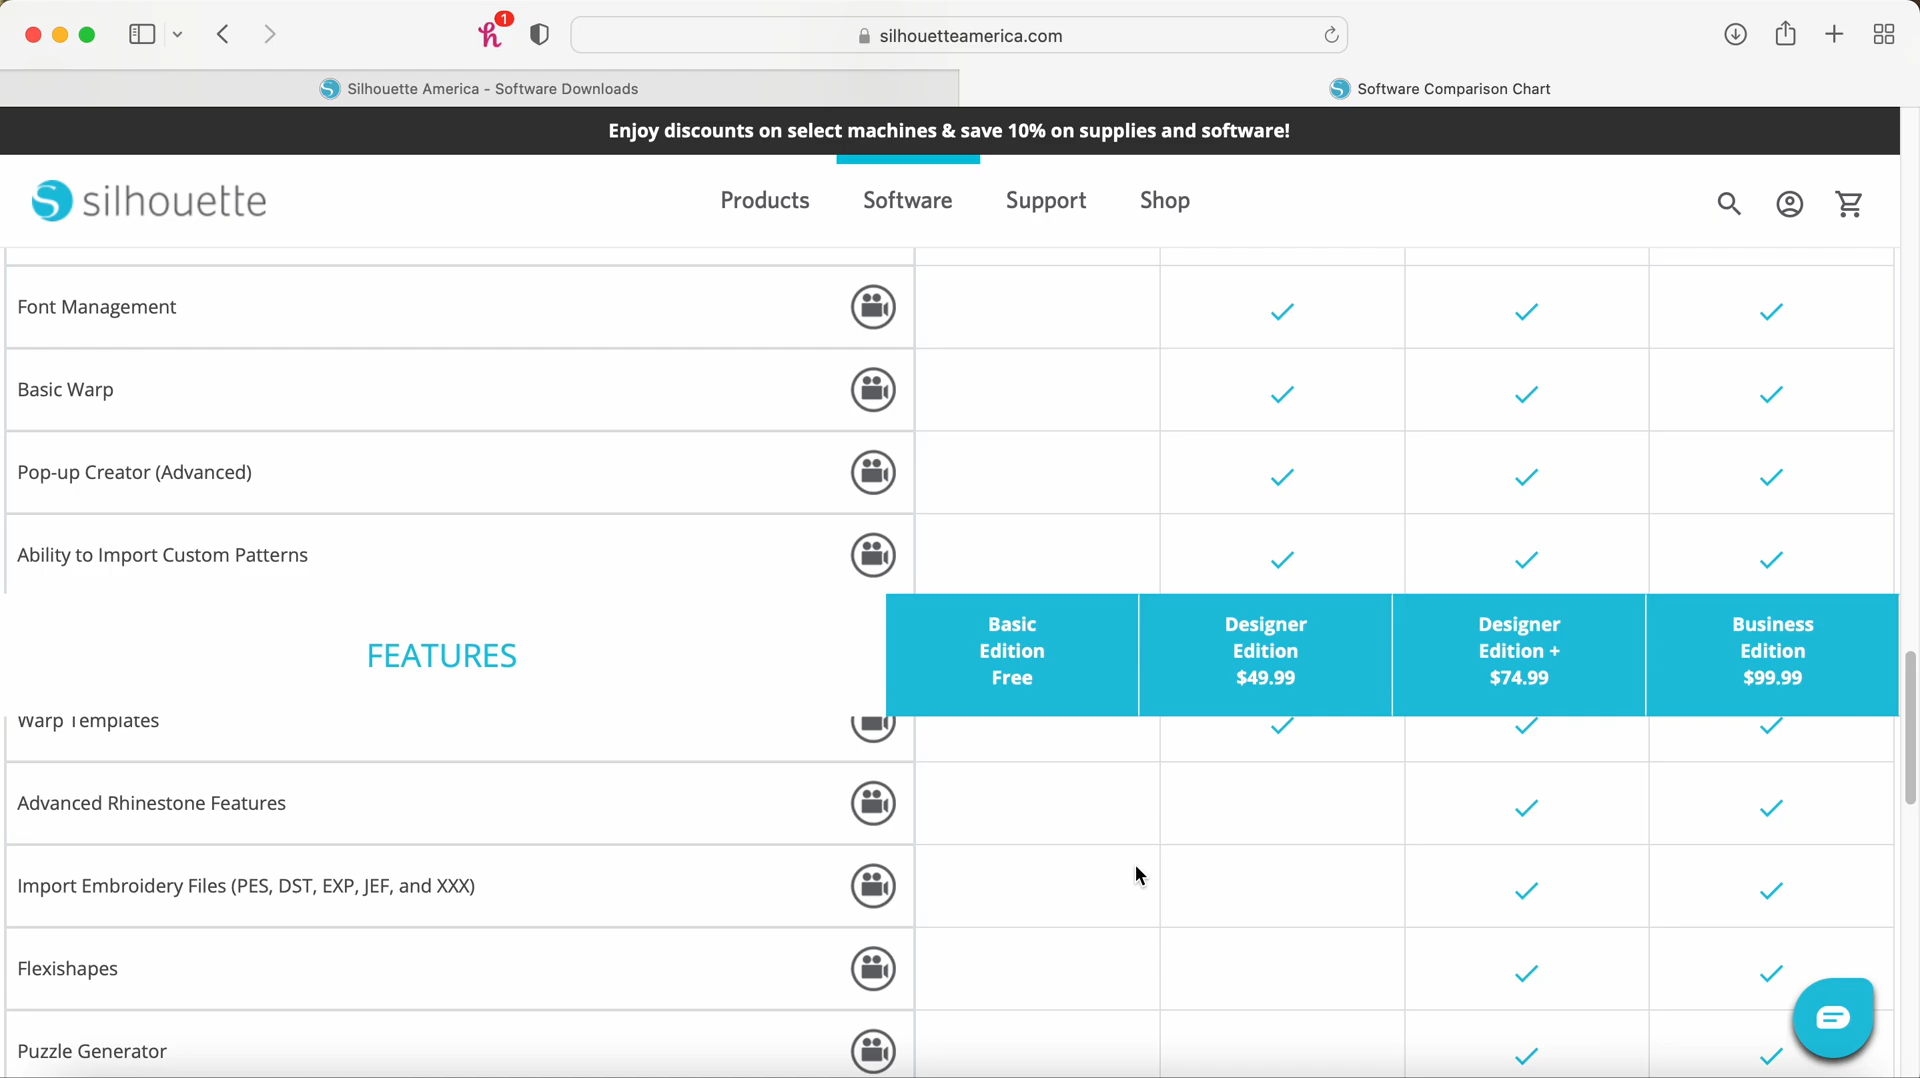 1
silhouetteamerica.com
Silhouette America - Software Downloads
Software Comparison Chart
Enjoy discounts on select machines & save 10% on supplies and software!
silhouette
Products
Software
Support
Shop
Font Management
Basic Warp
Pop-up Creator (Advanced)
Ability to Import Custom Patterns
FEATURES
Basic
Edition
Free
Designer
Edition
$49.99
Designer
Edition +
$74.99
Business
Edition
$99.99
Warp Templates
Advanced Rhinestone Features
Import Embroidery Files (PES, DST, EXP, JEF, and XXX)
Flexishapes
Puzzle Generator